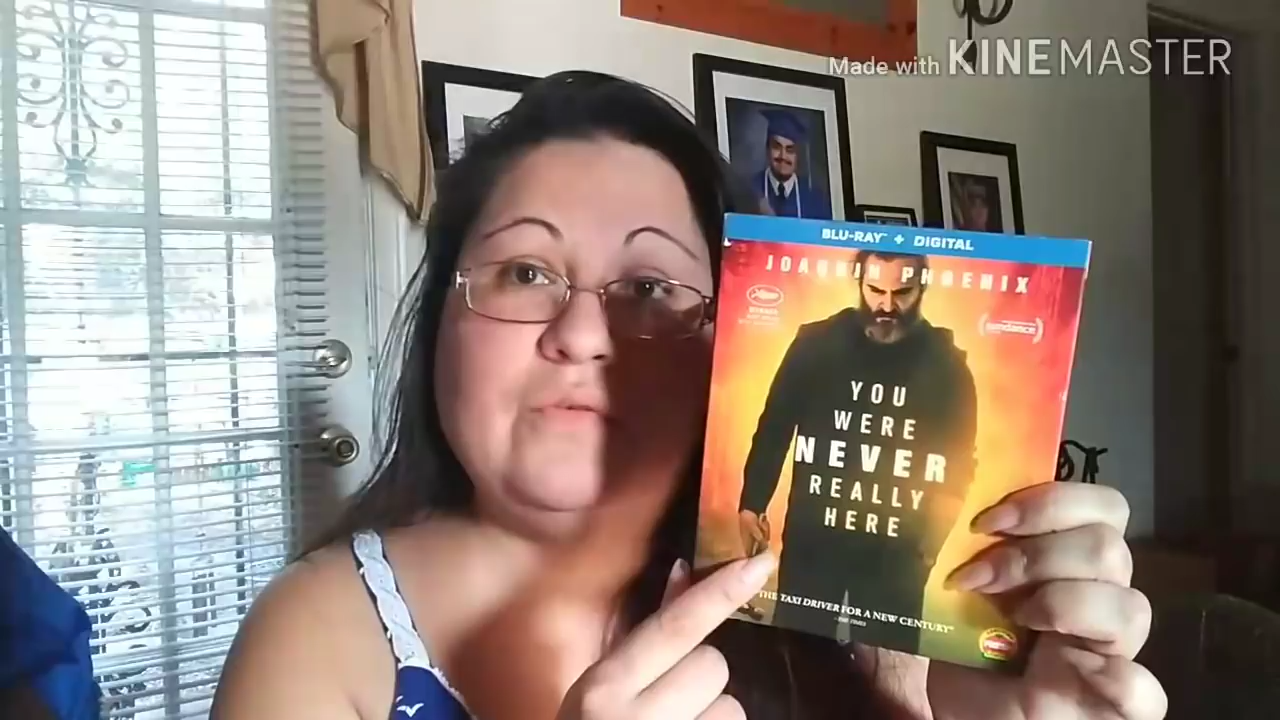 Made with KINEMASTER
BLU-RAY™ + DIGITAL
JOAQUIN PHOENIX
sundance
YOU
WERE
NEVER
REALLY
HERE
"THE TAXI DRIVER FOR A NEW CENTURY"